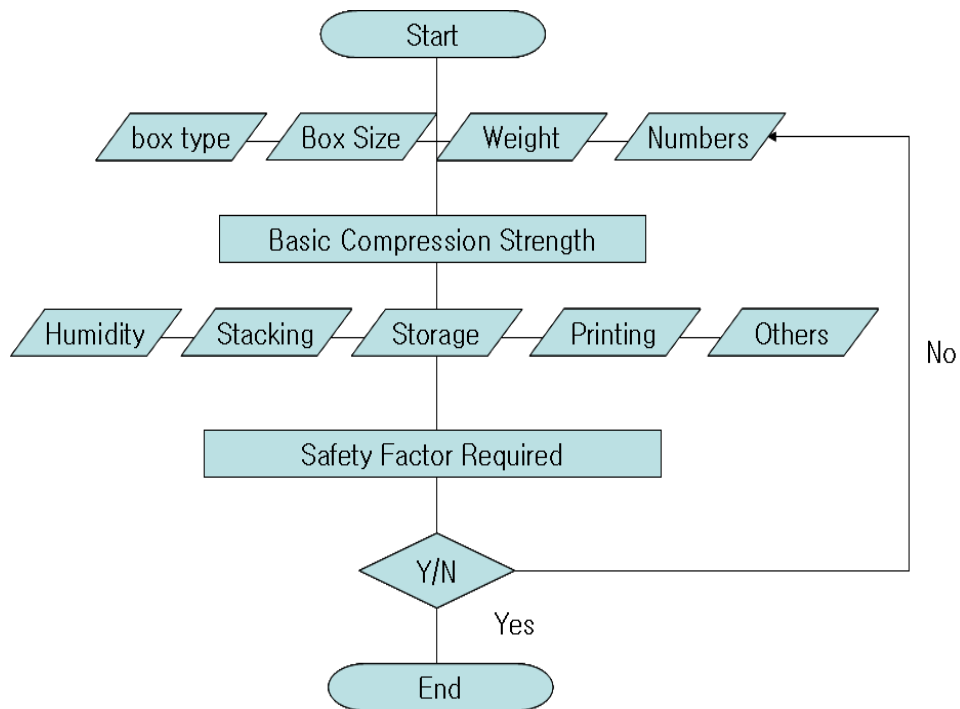 Start
box type
Box Size
Weight
Numbers
Basic Compression Strength
Humidity
Stacking
Storage
Printing
Others
No
Safety Factor Required
Y/N
Yes
End